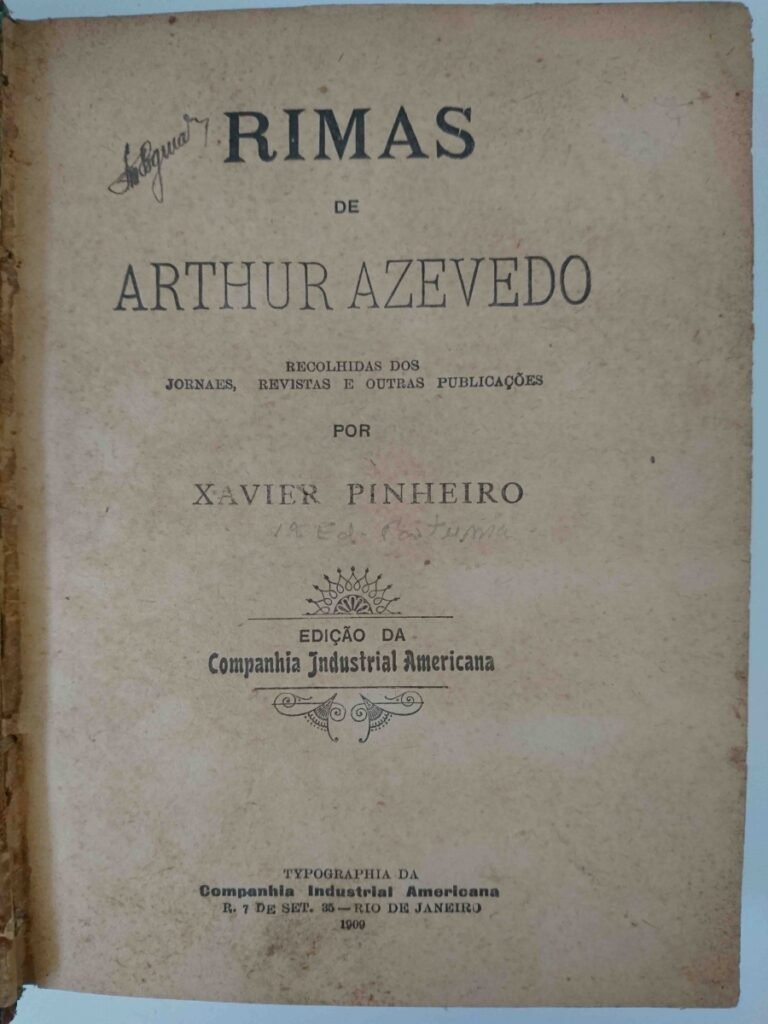 RIMAS
DE
ARTHUR AZEVEDO
RECOLHIDAS DOS
JORNAES, REVISTAS E OUTRAS PUBLICAÇÕES
POR
XAVIER PINHEIRO
1ª Ed. Postuma
EDIÇÃO DA
Companhia Industrial Americana
TYPOGRAPHIA DA
Companhia Industrial Americana
R. 7 DE SET. 35—RIO DE JANEIRO
1909